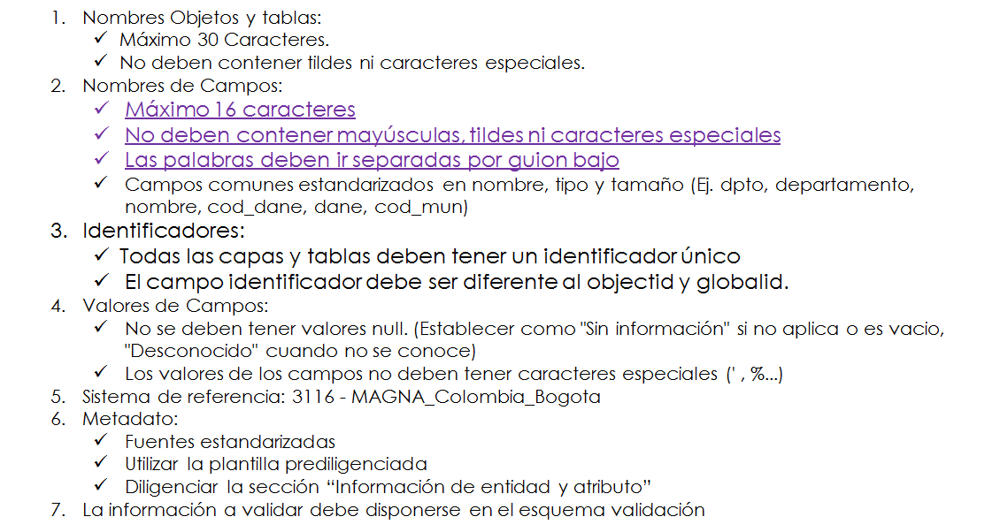 1. Nombres Objetos y tablas:
✓ Máximo 30 Caracteres.
✓ No deben contener tildes ni caracteres especiales.
2. Nombres de Campos:
✓ Máximo 16 caracteres
✓ No deben contener mayúsculas, tildes ni caracteres especiales
✓ Las palabras deben ir separadas por guion bajo
✓ Campos comunes estandarizados en nombre, tipo y tamaño (Ej. dpto, departamento,
nombre, cod_dane, dane, cod_mun)
3. Identificadores:
✓ Todas las capas y tablas deben tener un identificador único
✓ El campo identificador debe ser diferente al objectid y globalid.
4. Valores de Campos:
✓ No se deben tener valores null. (Establecer como "Sin información" si no aplica o es vacio,
"Desconocido" cuando no se conoce)
✓ Los valores de los campos no deben tener caracteres especiales (' , %...)
5. Sistema de referencia: 3116 - MAGNA_Colombia_Bogota
6. Metadato:
✓ Fuentes estandarizadas
✓ Utilizar la plantilla prediligenciada
✓ Diligenciar la sección “Información de entidad y atributo”
7. La información a validar debe disponerse en el esquema validación